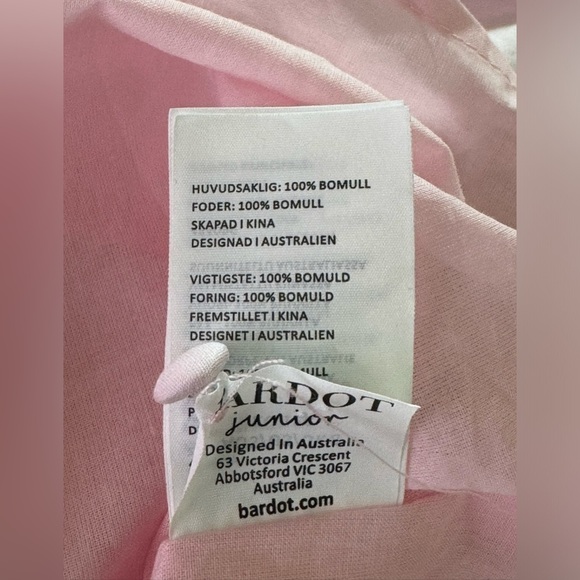 HUVUDSAKLIG: 100% BOMULL
FODER: 100% BOMULL
SKAPAD I KINA
DESIGNAD I AUSTRALIEN
VIGTIGSTE: 100% BOMULD
FORING: 100% BOMULD
FREMSTILLET I KINA
DESIGNET I AUSTRALIEN
BARDOT
junior
Designed In Australia
63 Victoria Crescent
Abbotsford VIC 3067
Australia
bardot.com